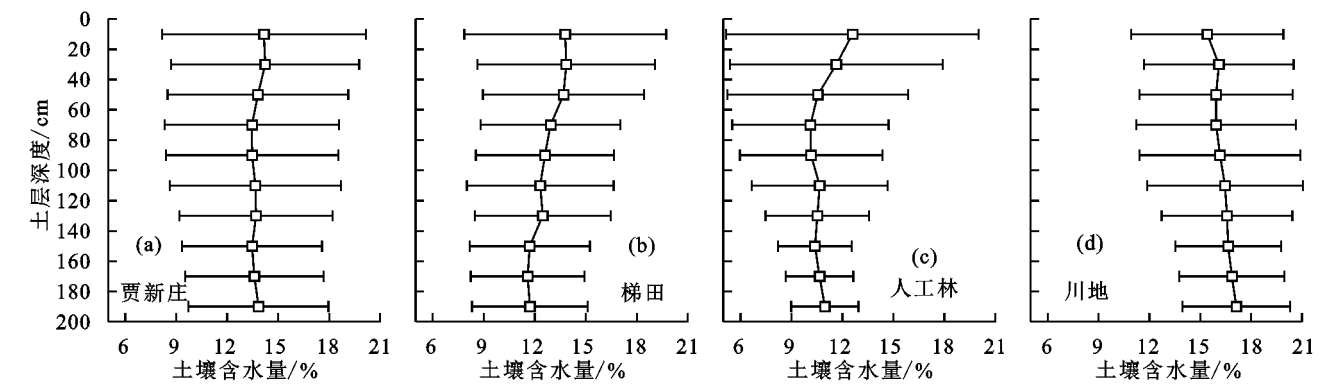 0
20
40
60
80
100
120
140
160
180
200
土层深度/cm
(a)
贾新庄
(b)
梯田
(c)
人工林
(d)
川地
6 9 12 15 18 21
6 9 12 15 18 21
6 9 12 15 18 21
6 9 12 15 18 21
土壤含水量/%
土壤含水量/%
土壤含水量/%
土壤含水量/%